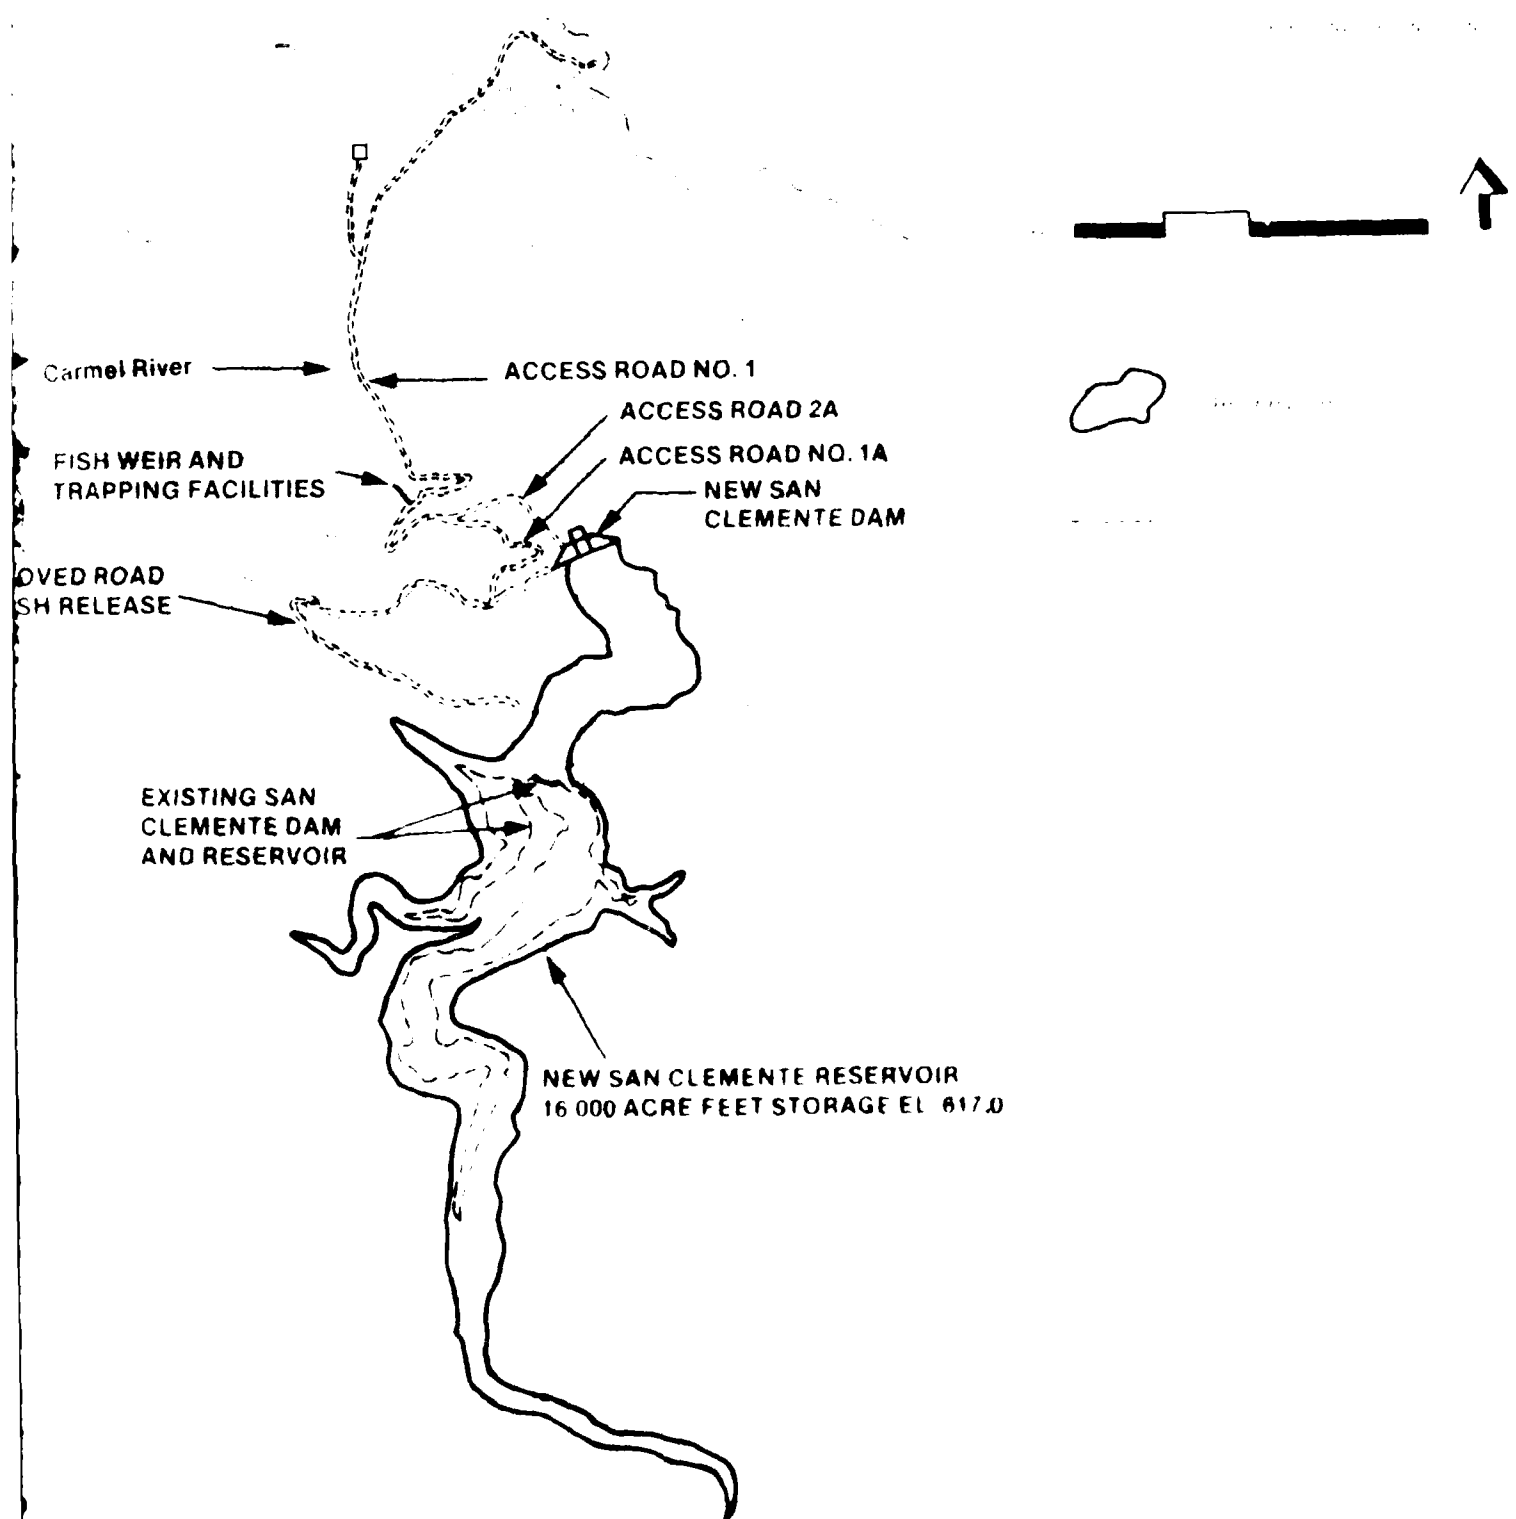 Carmel River
ACCESS ROAD NO. 1
ACCESS ROAD 2A
ACCESS ROAD NO. 1A
FISH WEIR AND
TRAPPING FACILITIES
NEW SAN
CLEMENTE DAM
OVED ROAD
SH RELEASE
EXISTING SAN
CLEMENTE DAM
AND RESERVOIR
NEW SAN CLEMENTE RESERVOIR
16 000 ACRE FEET STORAGE EL 617.0